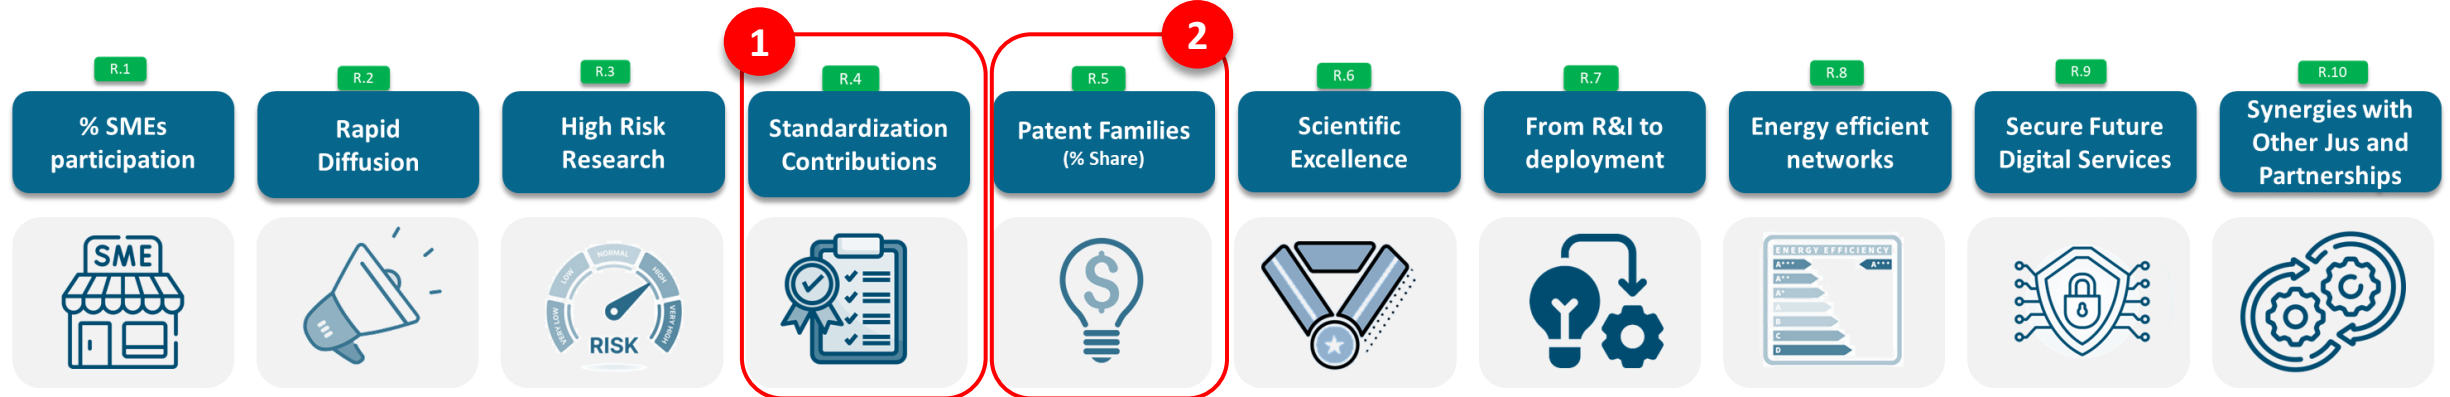 1
2
R.1
R.2
R.3
R.4
R.5
R.6
R.7
R.8
R.9
R.10
% SMEs
participation
Rapid
Diffusion
High Risk
Research
Standardization
Contributions
Patent Families
(% Share)
Scientific
Excellence
From R&I to
deployment
Energy efficient
networks
Secure Future
Digital Services
Synergies with
Other Jus and
Partnerships
SME
VERY LOW
LOW
NORMAL
HIGH
VERY HIGH
RISK
$
ENERGY EFFICIENCY
A+++
A+++
A++
A+
A
B
C
D